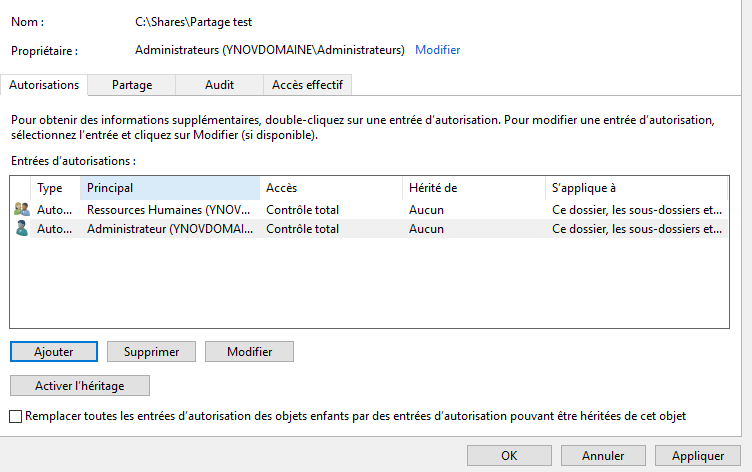 Nom : C:\Shares\Partage test
Propriétaire : Administrateurs (YNOVDOMAINE\Administrateurs) Modifier
Autorisations Partage Audit Accès effectif
Pour obtenir des informations supplémentaires, double-cliquez sur une entrée d'autorisation. Pour modifier une entrée d'autorisation,
sélectionnez l'entrée et cliquez sur Modifier (si disponible).
Entrées d'autorisations :
Type Principal Accès Hérité de S'applique à
Auto... Ressources Humaines (YNOV... Contrôle total Aucun Ce dossier, les sous-dossiers et...
Auto... Administrateur (YNOVDOMAI... Contrôle total Aucun Ce dossier, les sous-dossiers et...
Ajouter Supprimer Modifier
Activer l'héritage
Remplacer toutes les entrées d'autorisation des objets enfants par des entrées d'autorisation pouvant être héritées de cet objet
OK Annuler Appliquer